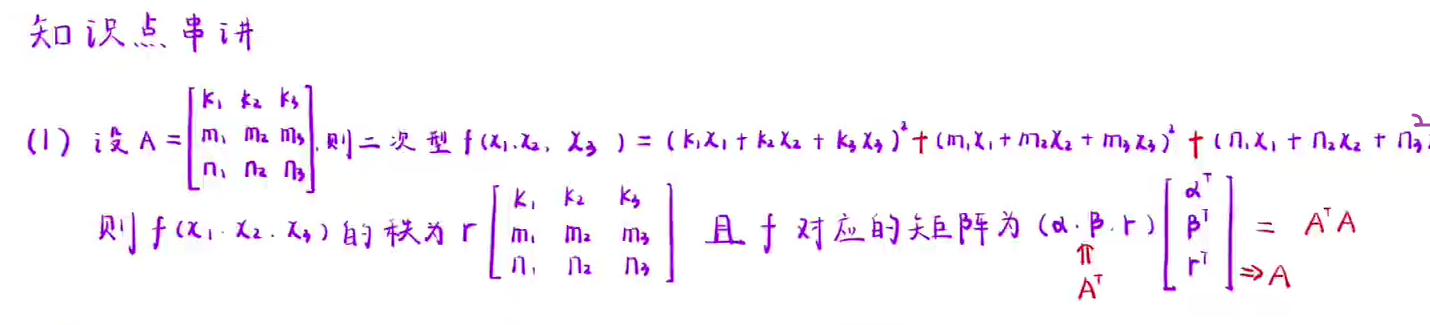 知识点串讲
(1) 设 A = [k₁ k₂ k₃; m₁ m₂ m₃; n₁ n₂ n₃], 则二次型 f(x₁, x₂, x₃) = (k₁x₁ + k₂x₂ + k₃x₃)² + (m₁x₁ + m₂x₂ + m₃x₃)² + (n₁x₁ + n₂x₂ + n₃
则 f(x₁, x₂, x₃) 的秩为 r [k₁ k₂ k₃; m₁ m₂ m₃; n₁ n₂ n₃] 且 f 对应的矩阵为 (α, β, r) [αᵀ; βᵀ; rᵀ] = AᵀA
⇑ ⇒ A
Aᵀ